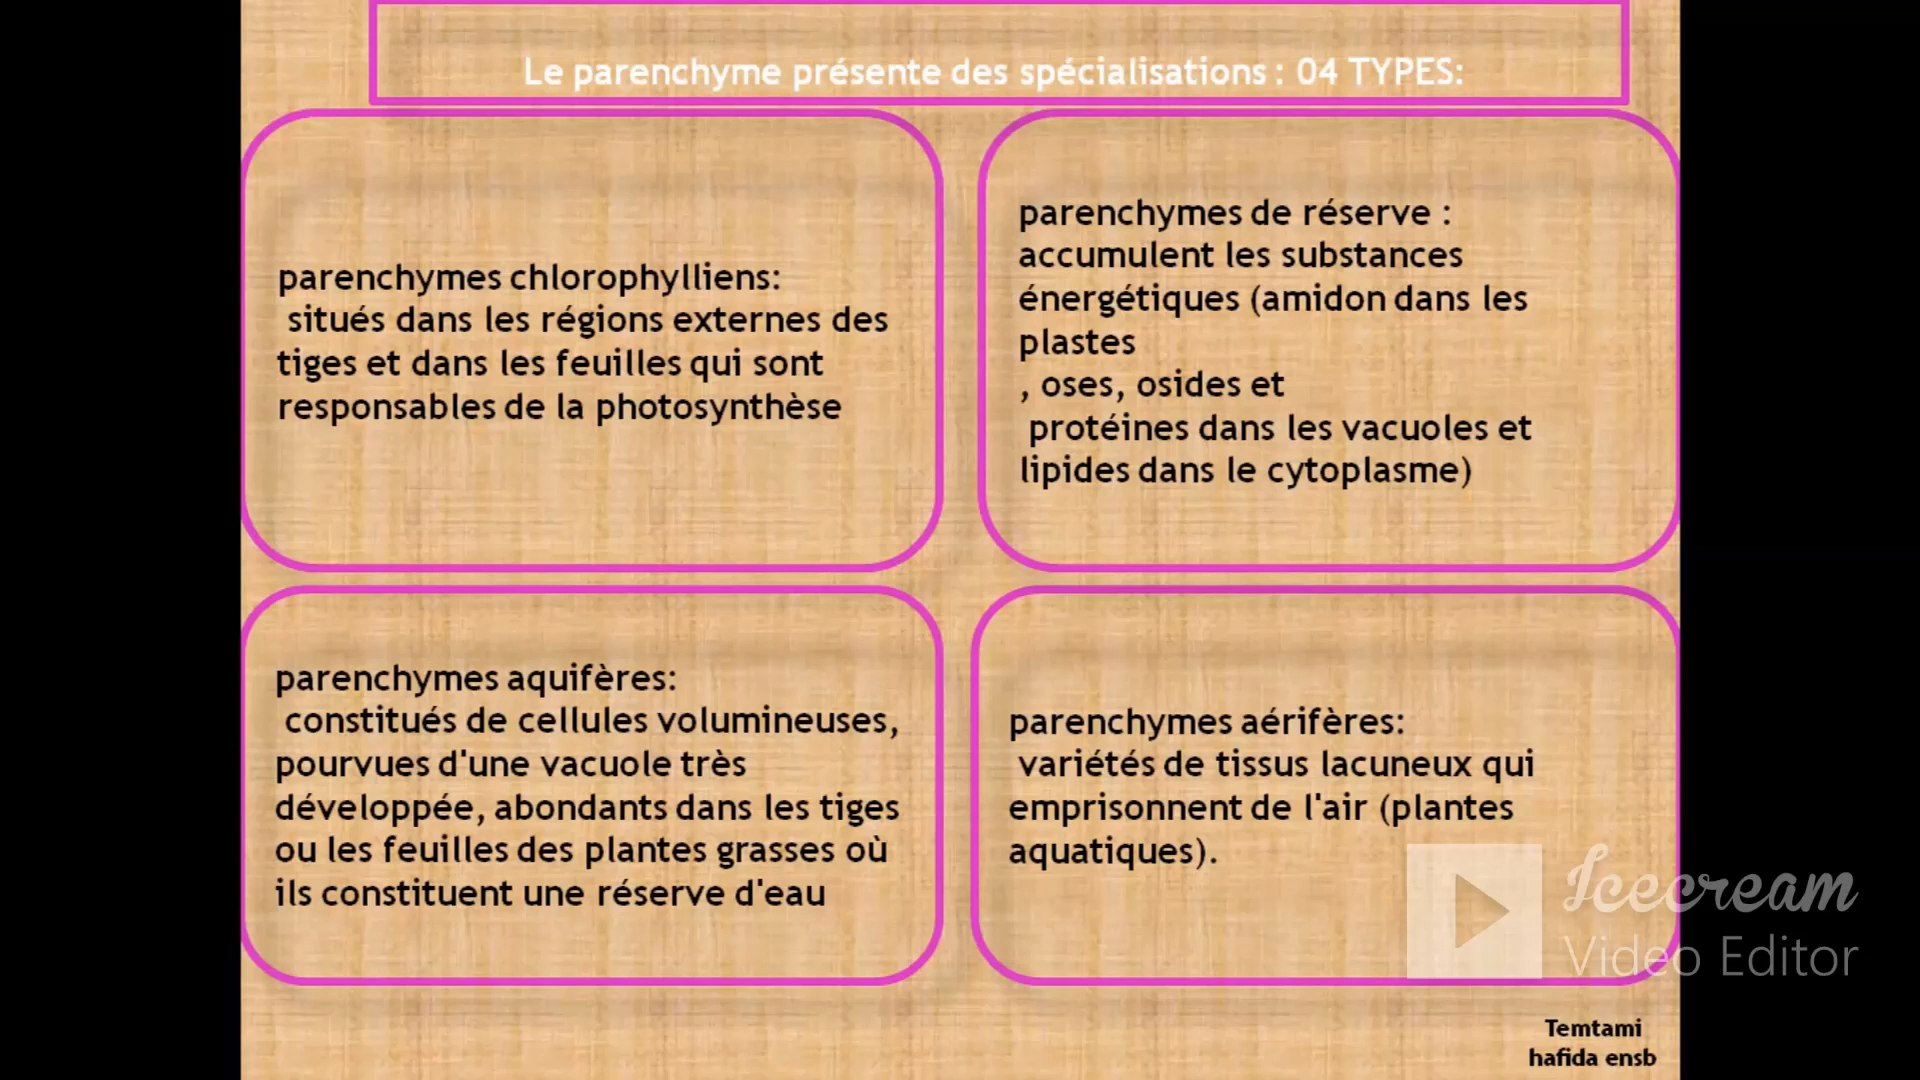 Le parenchyme présente des spécialisations : 04 TYPES:
parenchymes chlorophylliens:
situés dans les régions externes des
tiges et dans les feuilles qui sont
responsables de la photosynthèse
parenchymes de réserve :
accumulent les substances
énergétiques (amidon dans les
plastes
, oses, osides et
protéines dans les vacuoles et
lipides dans le cytoplasme)
parenchymes aquifères:
constitués de cellules volumineuses,
pourvues d'une vacuole très
développée, abondants dans les tiges
ou les feuilles des plantes grasses où
ils constituent une réserve d'eau
parenchymes aérifères:
variétés de tissus lacuneux qui
emprisonnent de l'air (plantes
aquatiques).
Icecream
Video Editor
Temtami
hafida ensb